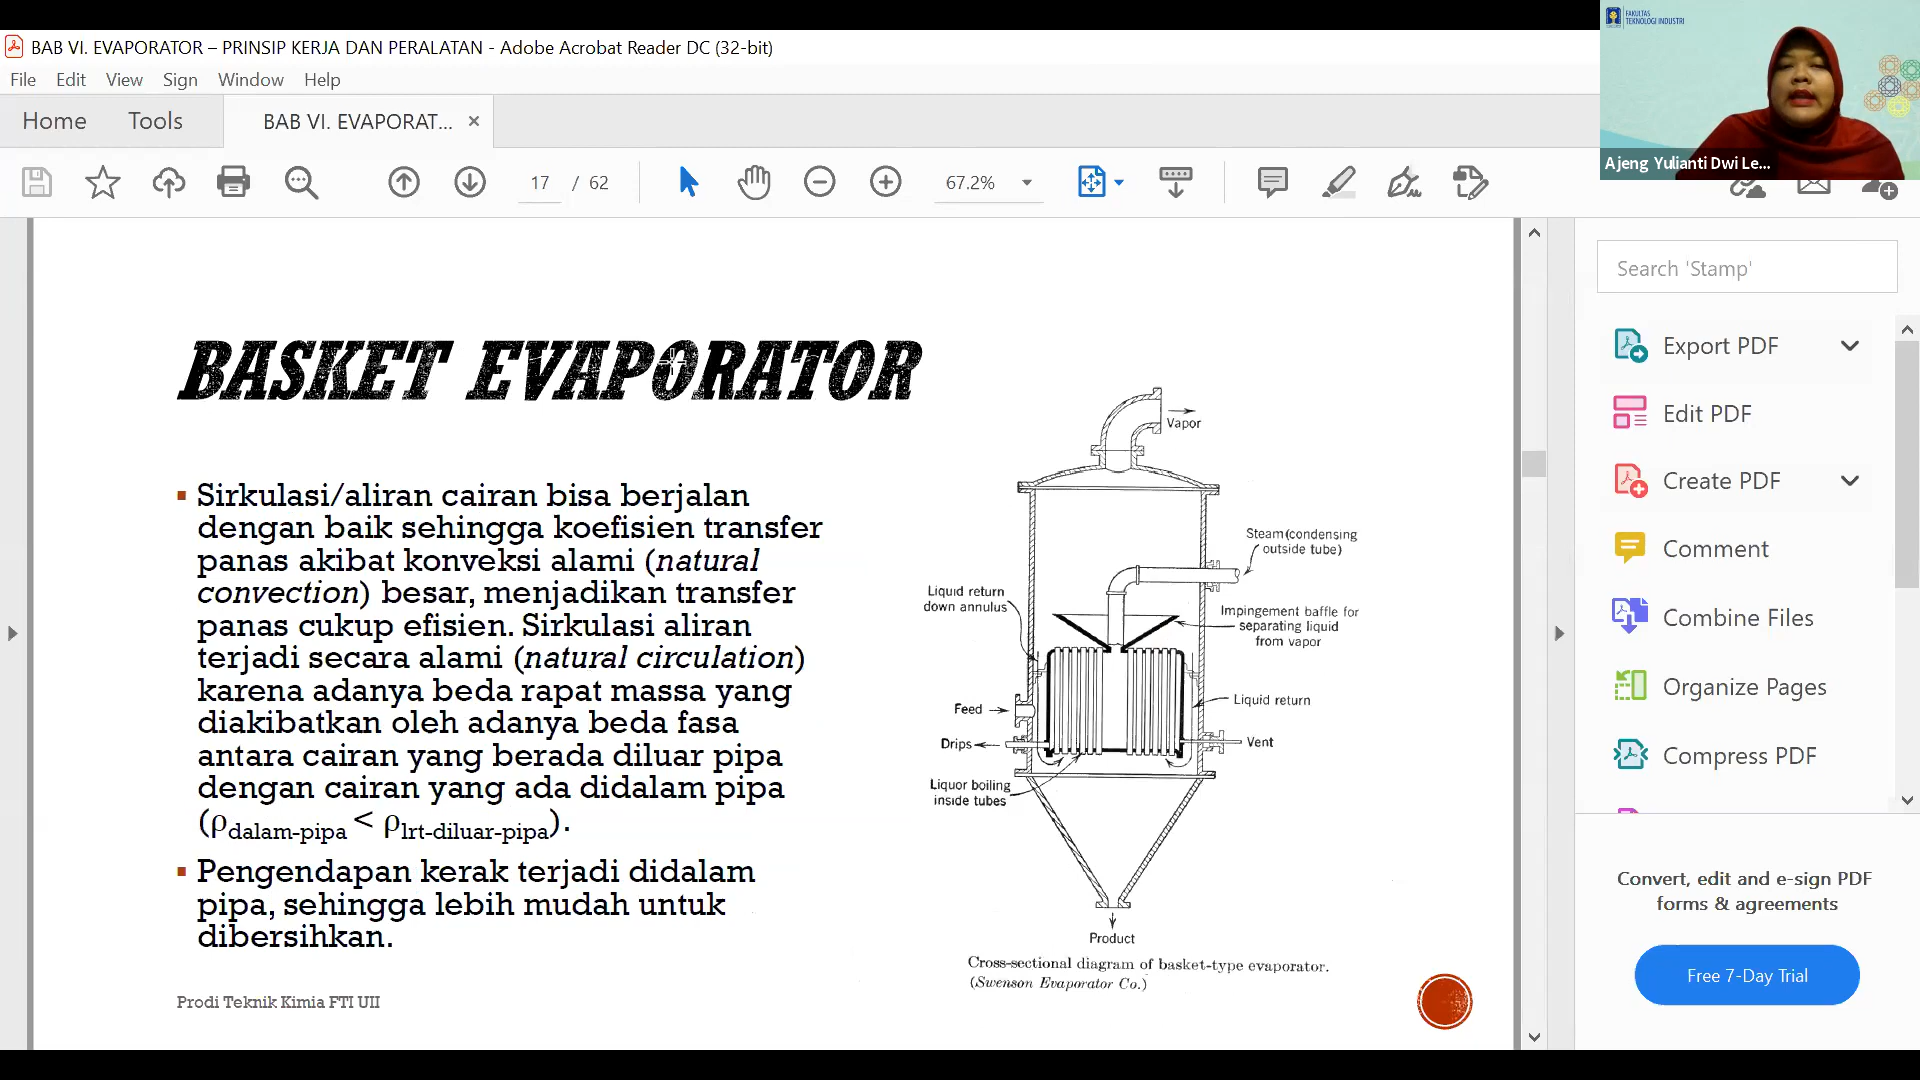 FAKULTAS
TEKNOLOGI INDUSTRI
BAB VI. EVAPORATOR – PRINSIP KERJA DAN PERALATAN - Adobe Acrobat Reader DC (32-bit)
File Edit View Sign Window Help
Home Tools BAB VI. EVAPORAT... ×
Ajeng Yulianti Dwi Le...
17 / 62 67.2%
Search 'Stamp'
Export PDF
Edit PDF
Create PDF
Comment
Combine Files
Organize Pages
Compress PDF
Convert, edit and e-sign PDF
forms & agreements
Free 7-Day Trial
BASKET EVAPORATOR
▪ Sirkulasi/aliran cairan bisa berjalan
dengan baik sehingga koefisien transfer
panas akibat konveksi alami (natural
convection) besar, menjadikan transfer
panas cukup efisien. Sirkulasi aliran
terjadi secara alami (natural circulation)
karena adanya beda rapat massa yang
diakibatkan oleh adanya beda fasa
antara cairan yang berada diluar pipa
dengan cairan yang ada didalam pipa
(ρdalam-pipa < ρlrt-diluar-pipa).
▪ Pengendapan kerak terjadi didalam
pipa, sehingga lebih mudah untuk
dibersihkan.
Vapor
Steam (condensing
outside tube)
Liquid return
down annulus
Impingement baffle for
separating liquid
from vapor
Feed
Liquid return
Drips
Vent
Liquor boiling
inside tubes
Product
Cross-sectional diagram of basket-type evaporator.
(Swenson Evaporator Co.)
Prodi Teknik Kimia FTI UII